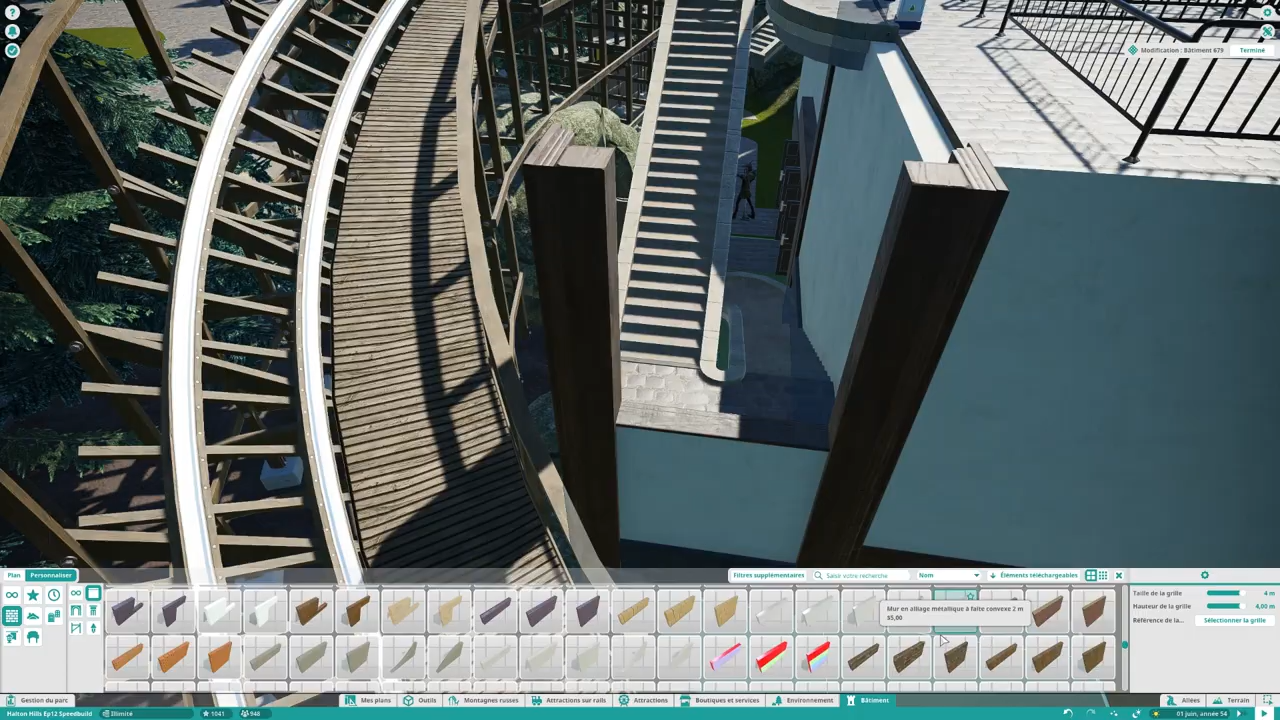 Modification : Bâtiment 679
Terminé
Plan
Personnaliser
Filtres supplémentaires
Saisir votre recherche
Nom
Éléments téléchargeables
Mur en alliage métallique à faîte convexe 2 m
$5,00
Taille de la grille
4 m
Hauteur de la grille
4,00 m
Référence de la...
Sélectionner la grille
Gestion du parc
Mes plans
Outils
Montagnes russes
Attractions sur rails
Attractions
Boutiques et services
Environnement
Bâtiment
Allées
Terrain
Halton Hills Ep12 Speedbuild
Illimité
1041
948
01 juin, année 54